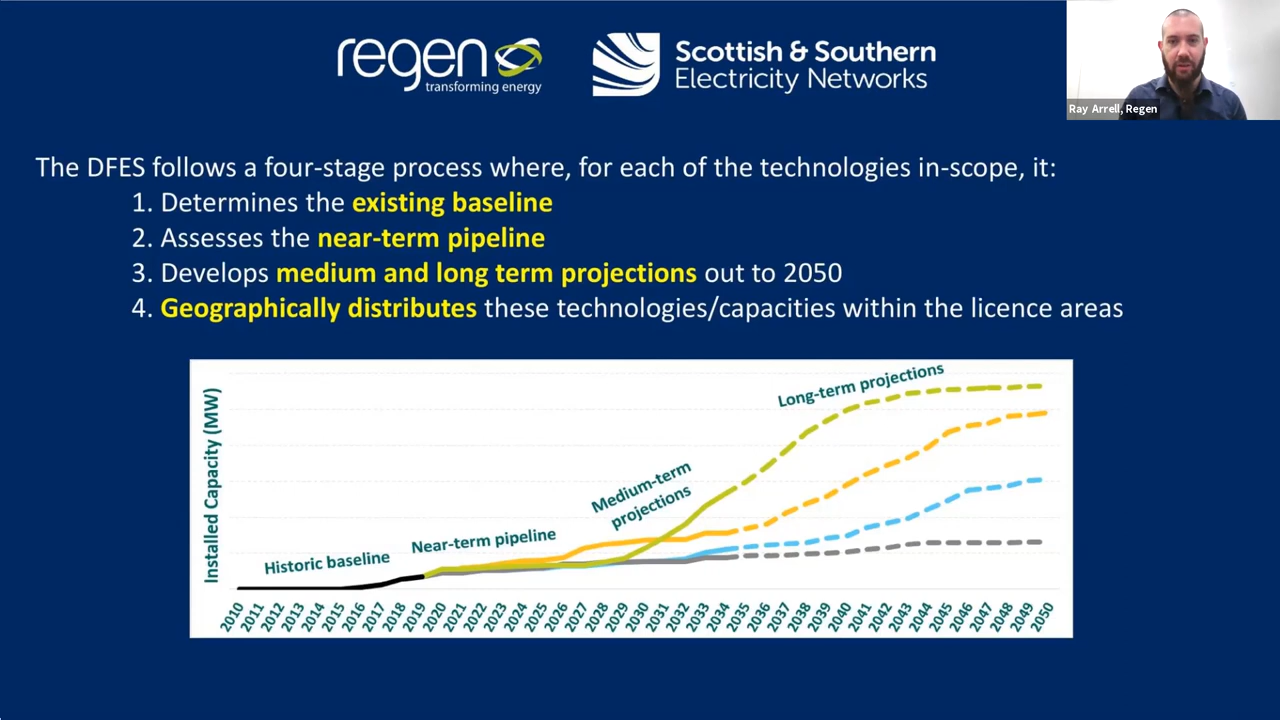 regen
transforming energy
Scottish & Southern
Electricity Networks
Ray Arrell, Regen
The DFES follows a four-stage process where, for each of the technologies in-scope, it:
1. Determines the existing baseline
2. Assesses the near-term pipeline
3. Develops medium and long term projections out to 2050
4. Geographically distributes these technologies/capacities within the licence areas
Installed Capacity (MW)
Historic baseline
Near-term pipeline
Medium-term
projections
Long-term projections
2010 2011 2012 2013 2014 2015 2016 2017 2018 2019 2020 2021 2022 2023 2024 2025 2026 2027 2028 2029 2030 2031 2032 2033 2034 2035 2036 2037 2038 2039 2040 2041 2042 2043 2044 2045 2046 2047 2048 2049 2050